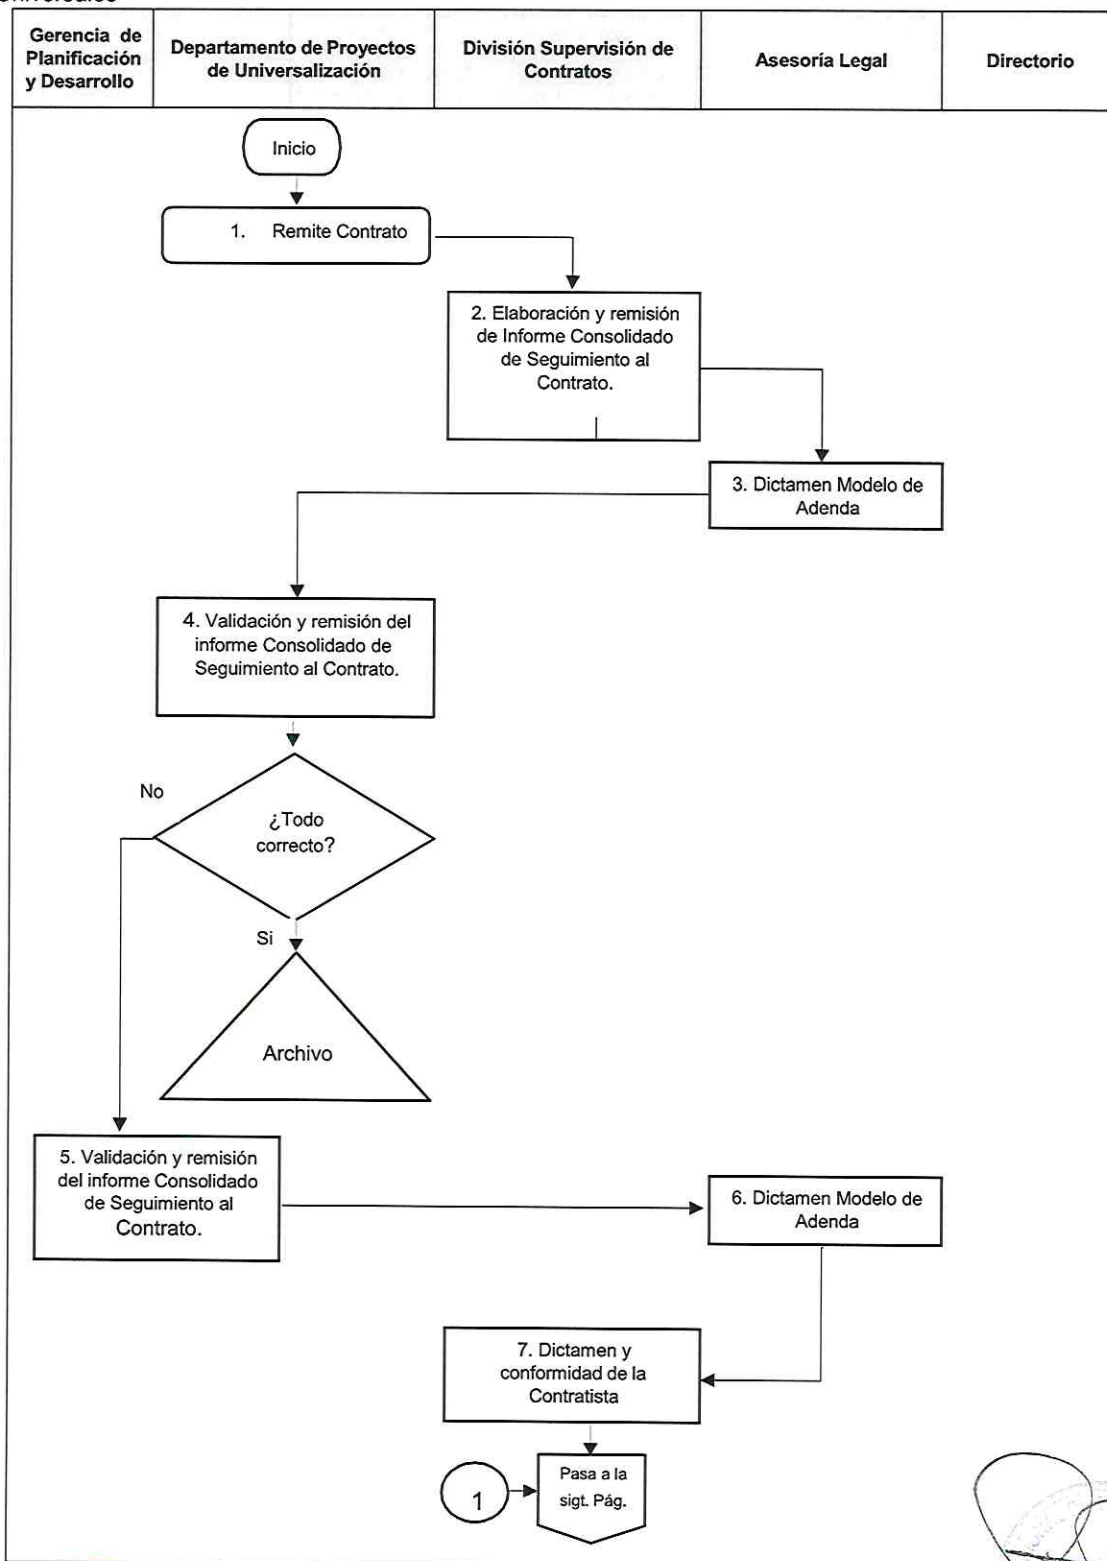 Gerencia de
Planificación
y Desarrollo
Departamento de Proyectos
de Universalización
División Supervisión de
Contratos
Asesoría Legal
Directorio
Inicio
1. Remite Contrato
2. Elaboración y remisión
de Informe Consolidado
de Seguimiento al
Contrato.
3. Dictamen Modelo de
Adenda
4. Validación y remisión del
informe Consolidado de
Seguimiento al Contrato.
No
¿Todo
correcto?
Si
Archivo
5. Validación y remisión
del informe Consolidado
de Seguimiento al
Contrato.
6. Dictamen Modelo de
Adenda
7. Dictamen y
conformidad de la
Contratista
1
Pasa a la
sigt. Pág.